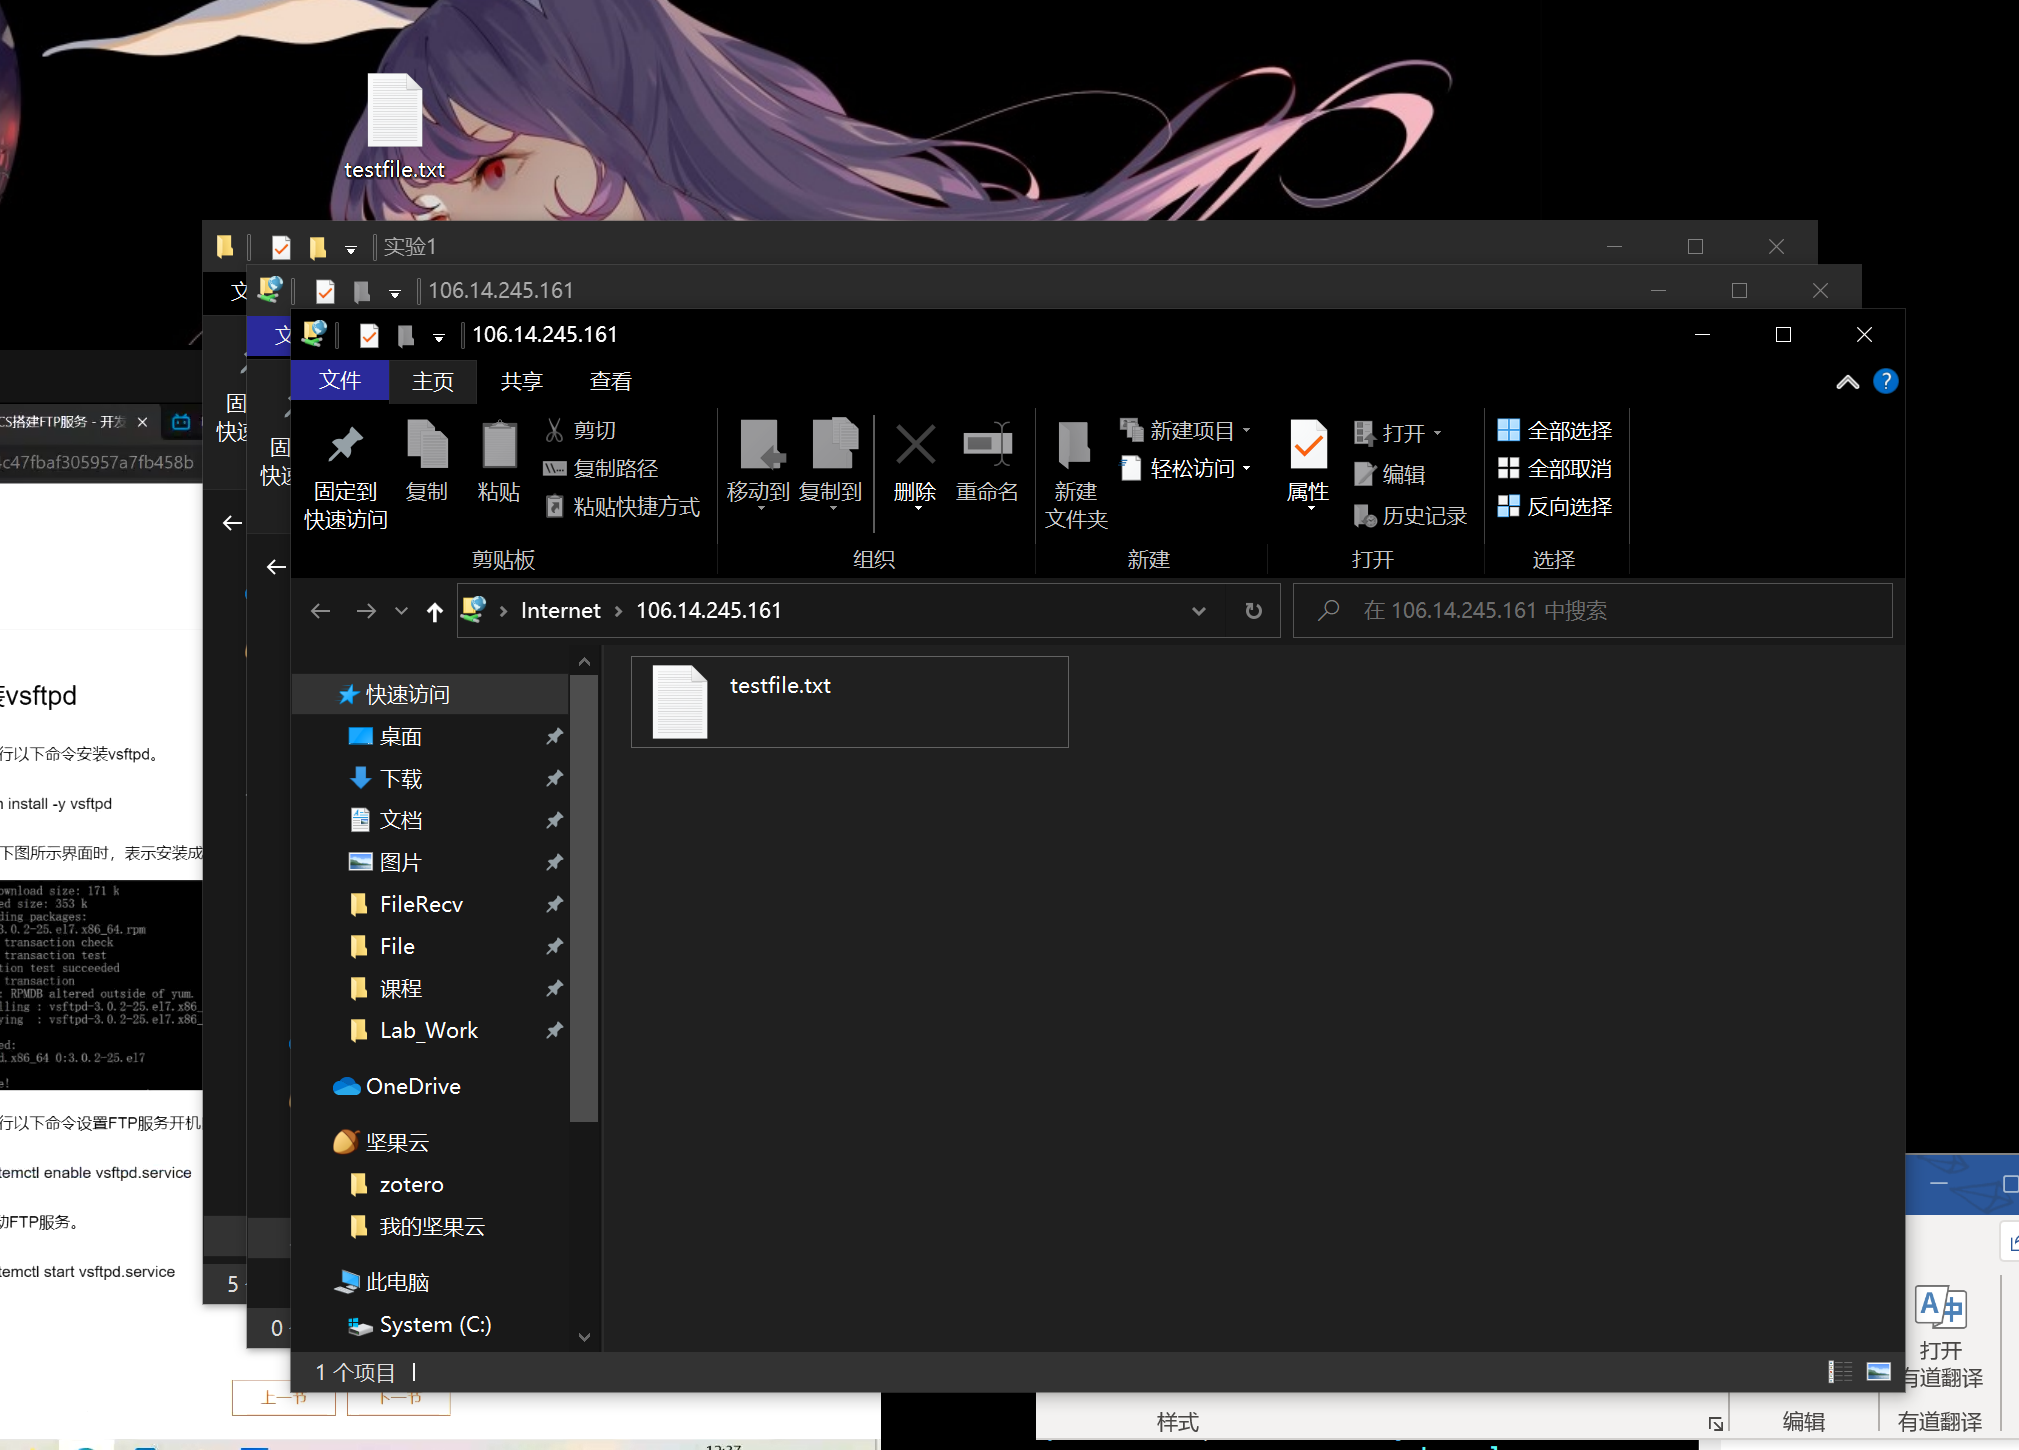 testfile.txt
实验1
文
106.14.245.161
文
106.14.245.161
文件
主页
共享
查看
CS搭建FTP服务 - 开发
c47fbaf305957a7fb458b
固
快速
固
快速
固定到
快速访问
复制
粘贴
剪切
复制路径
粘贴快捷方式
剪贴板
移动到
复制到
删除
重命名
组织
新建
文件夹
新建项目
轻松访问
新建
属性
打开
编辑
历史记录
打开
全部选择
全部取消
反向选择
选择
Internet
106.14.245.161
在 106.14.245.161 中搜索
快速访问
桌面
下载
文档
图片
FileRecv
File
课程
Lab_Work
OneDrive
坚果云
zotero
我的坚果云
此电脑
System (C:)
testfile.txt
1 个项目
5
0
vsftpd
行以下命令安装vsftpd。
install -y vsftpd
下图所示界面时，表示安装成
ownload size: 171 k
ed size: 353 k
ding packages:
3.0.2-25.el7.x86_64.rpm
transaction check
transaction test
tion test succeeded
transaction
: RPMDB altered outside of yum.
lling : vsftpd-3.0.2-25.el7.x86_
ying : vsftpd-3.0.2-25.el7.x86_
ed:
d.x86_64 0:3.0.2-25.el7
e!
行以下命令设置FTP服务开机
temctl enable vsftpd.service
动FTP服务。
temctl start vsftpd.service
上一节
下一节
打开
有道翻译
样式
编辑
有道翻译